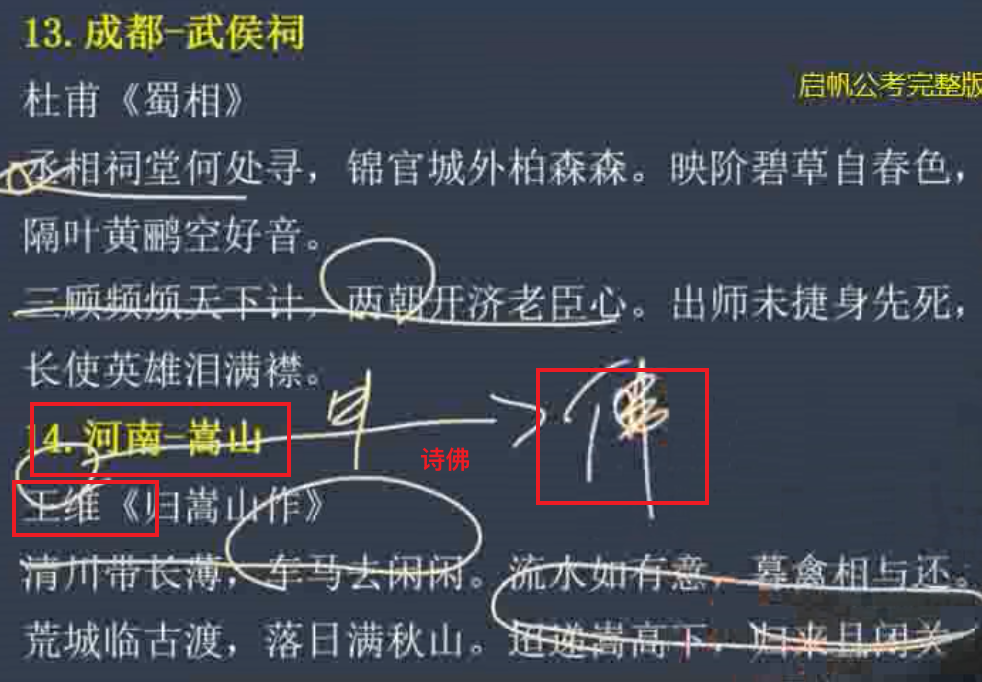 13.成都-武侯祠
启帆公考完整版
杜甫《蜀相》
丞相祠堂何处寻，锦官城外柏森森。映阶碧草自春色，
隔叶黄鹂空好音。
三顾频烦天下计，两朝开济老臣心。出师未捷身先死，
长使英雄泪满襟。
14.河南-嵩山
佛
诗佛
王维《归嵩山作》
清川带长薄，车马去闲闲。流水如有意，暮禽相与还。
荒城临古渡，落日满秋山。迢递嵩高下，归来且闭关